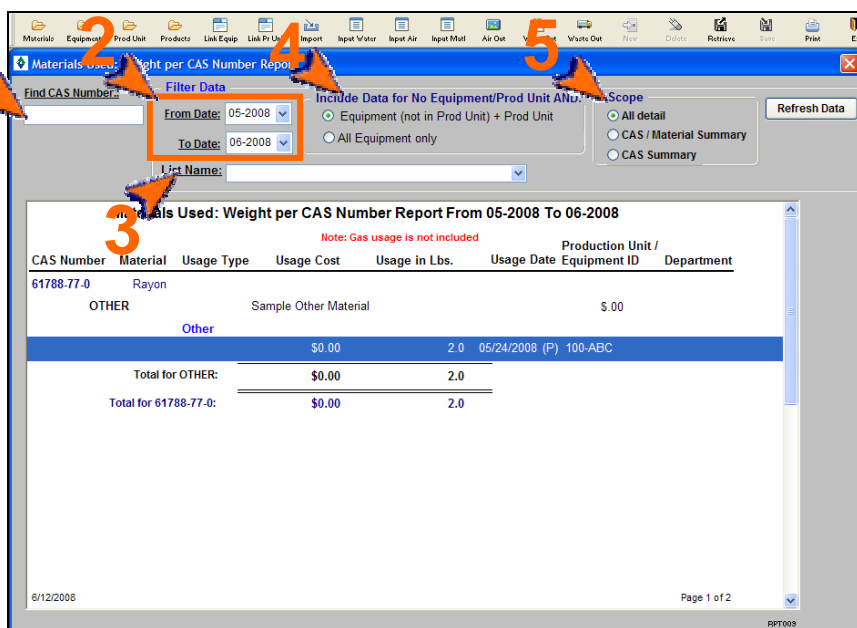 Materials Equipment Prod Unit Products Link Equip Link Pr Un Import Input Water Input Air Input Matl Air Out Waste Out New Delete Retrieve Save Print
2 4 5
Materials Used: Weight per CAS Number Report
Find CAS Number:
Filter Data
From Date: 05-2008
To Date: 06-2008
List Name:
Include Data for No Equipment/Prod Unit AND:
Equipment (not in Prod Unit) + Prod Unit
All Equipment only
Scope
All detail
CAS / Material Summary
CAS Summary
Refresh Data
3
Materials Used: Weight per CAS Number Report From 05-2008 To 06-2008
Note: Gas usage is not included
CAS Number Material Usage Type Usage Cost Usage in Lbs. Usage Date Production Unit / Equipment ID Department
61788-77-0 Rayon
OTHER Sample Other Material $.00
Other
$0.00 2.0 05/24/2008 (P) 100-ABC
Total for OTHER: $0.00 2.0
Total for 61788-77-0: $0.00 2.0
6/12/2008 Page 1 of 2
RPT009